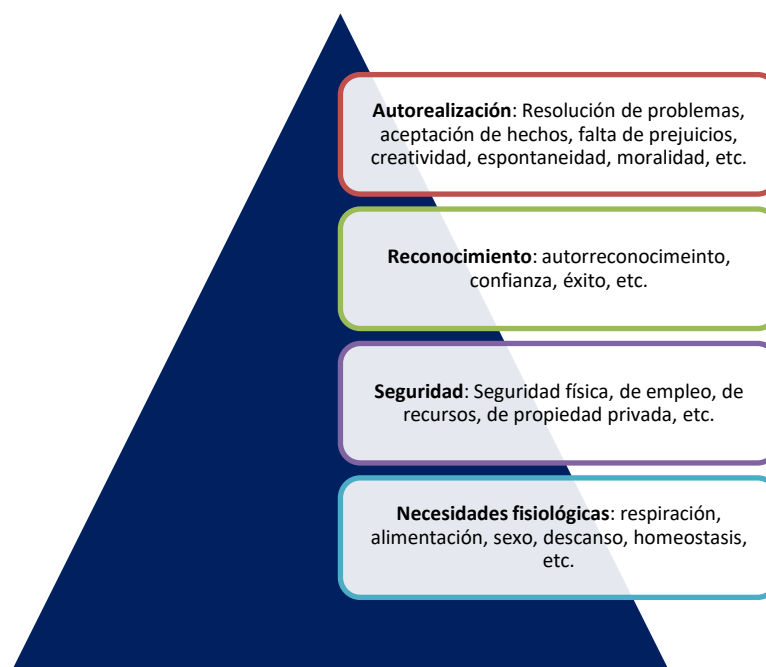 Autorealización: Resolución de problemas,
aceptación de hechos, falta de prejuicios,
creatividad, espontaneidad, moralidad, etc.
Reconocimiento: autorreconocimeinto,
confianza, éxito, etc.
Seguridad: Seguridad física, de empleo, de
recursos, de propiedad privada, etc.
Necesidades fisiológicas: respiración,
alimentación, sexo, descanso, homeostasis,
etc.